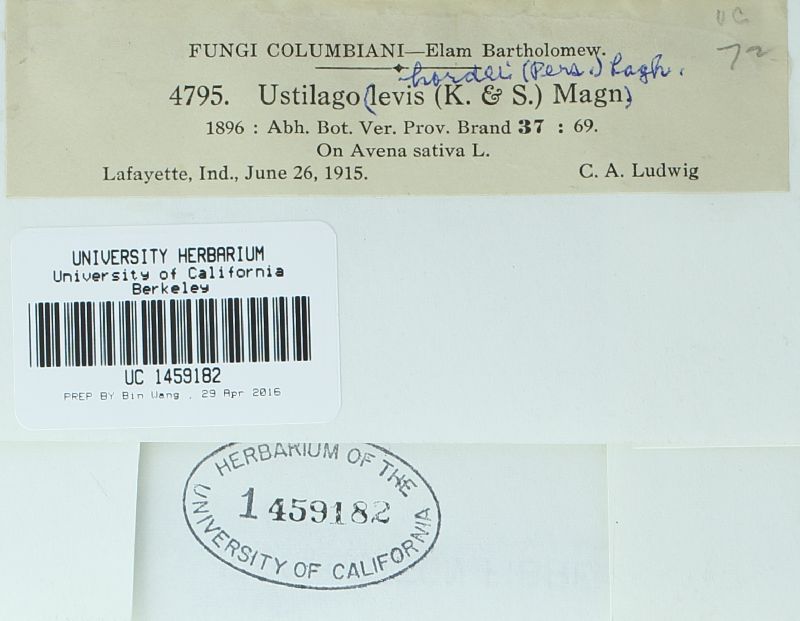 UC
72
FUNGI COLUMBIANI—Elam Bartholomew.
hordei (Pers.) Lagh.
4795. Ustilago (levis (K. & S.) Magn)
1896 : Abh. Bot. Ver. Prov. Brand 37 : 69.
On Avena sativa L.
Lafayette, Ind., June 26, 1915. C. A. Ludwig
UNIVERSITY HERBARIUM
University of California
Berkeley
UC 1459182
PREP BY Bin Wang , 29 Apr 2016
HERBARIUM OF THE
1459182
UNIVERSITY OF CALIFORNIA